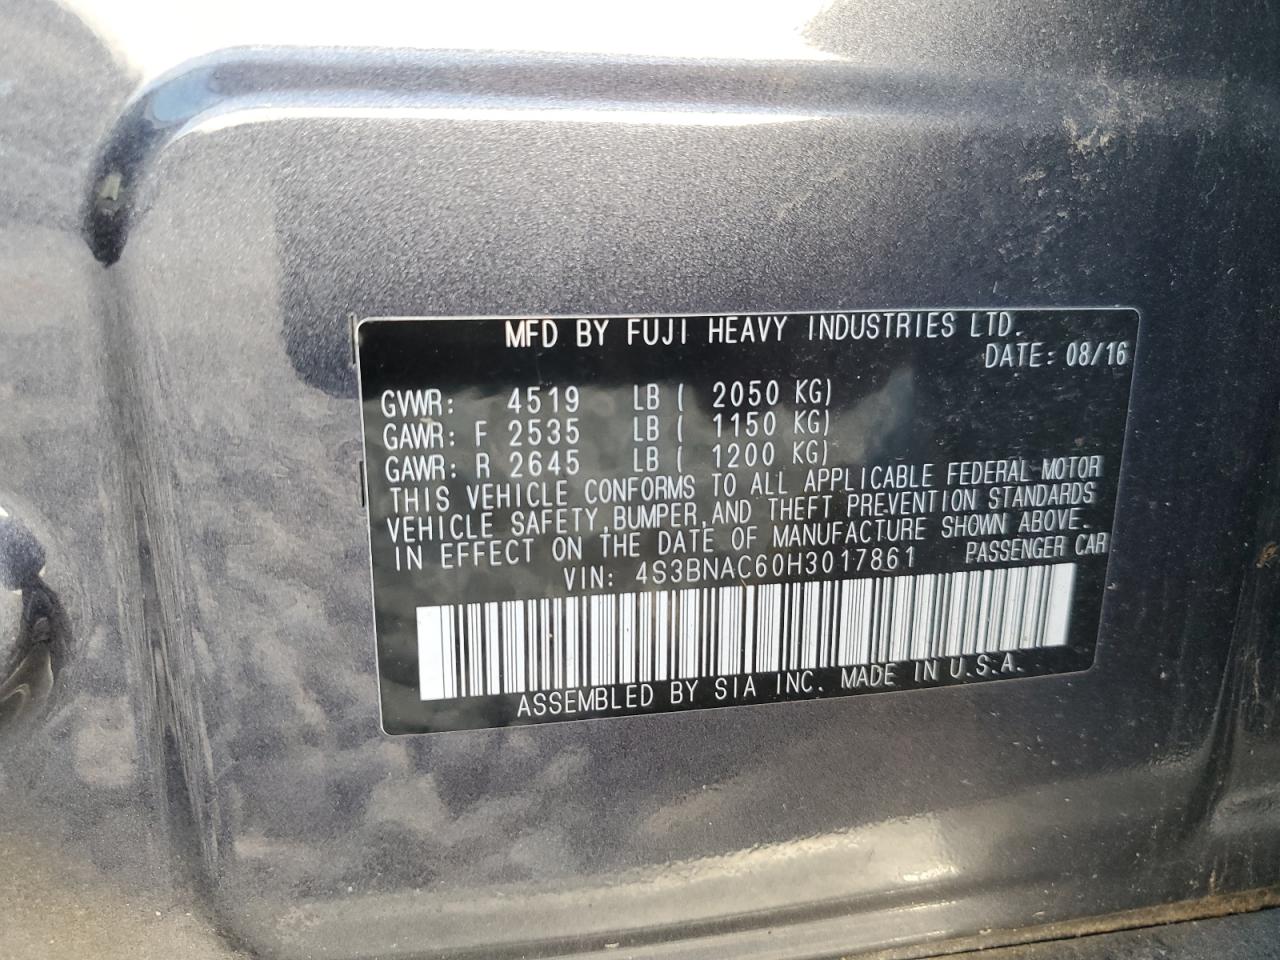 MFD BY FUJI HEAVY INDUSTRIES LTD.
DATE: 08/16
GVWR: 4519 LB ( 2050 KG)
GAWR: F 2535 LB ( 1150 KG)
GAWR: R 2645 LB ( 1200 KG)
THIS VEHICLE CONFORMS TO ALL APPLICABLE FEDERAL MOTOR
VEHICLE SAFETY, BUMPER, AND THEFT PREVENTION STANDARDS
IN EFFECT ON THE DATE OF MANUFACTURE SHOWN ABOVE.
VIN: 4S3BNAC60H3017861 PASSENGER CAR
ASSEMBLED BY SIA INC. MADE IN U.S.A.